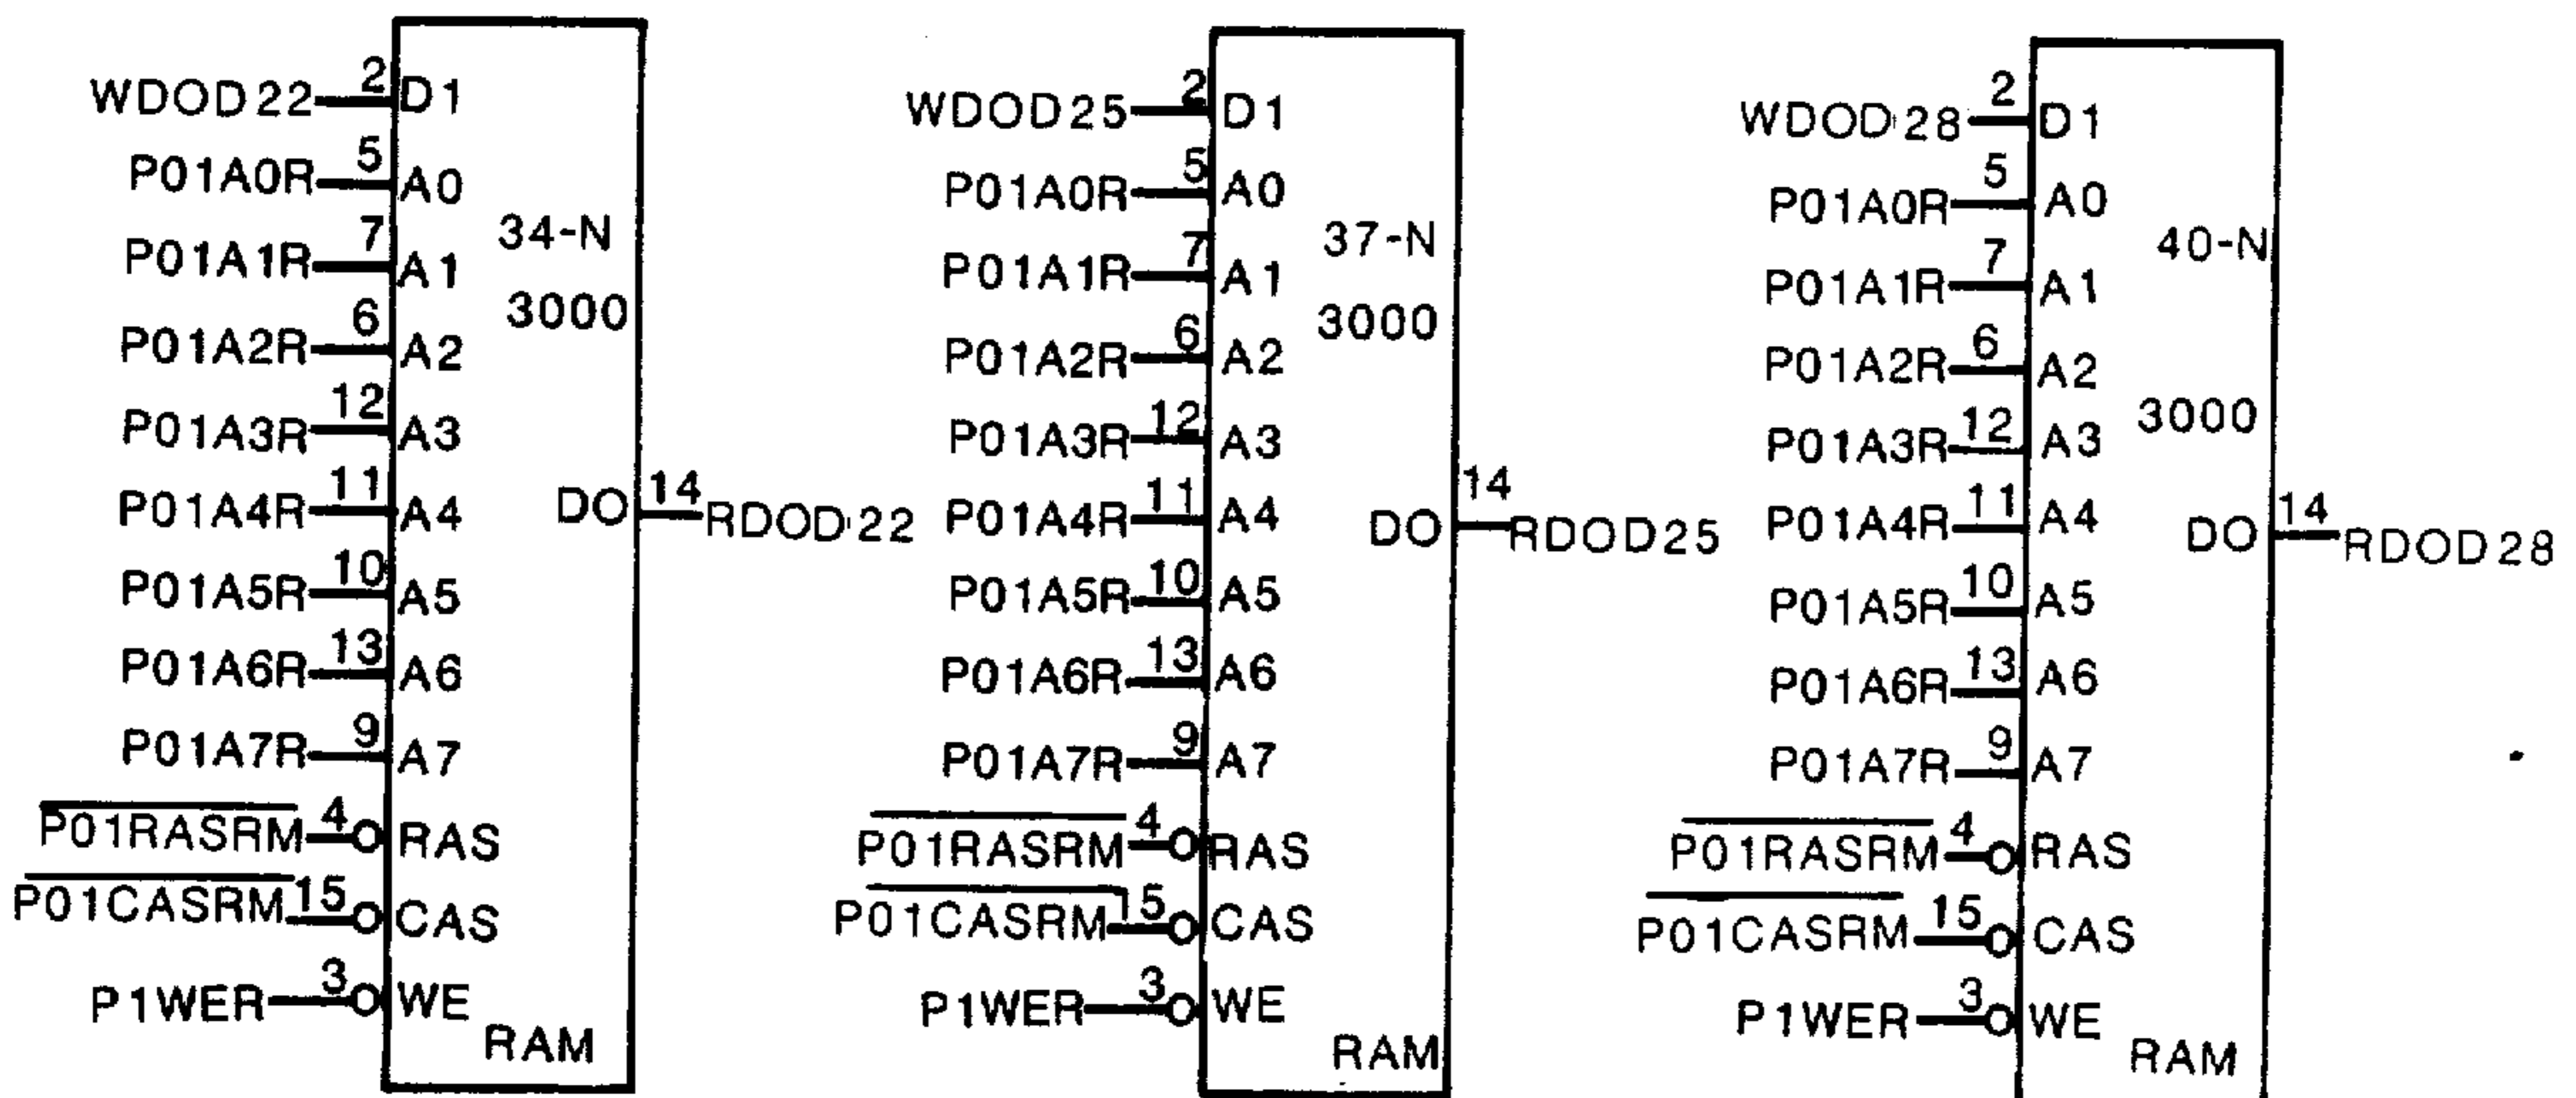 WDOD22 2 D1
P01A0R 5 A0
34-N
P01A1R 7 A1
3000
P01A2R 6 A2
P01A3R 12 A3
P01A4R 11 A4
DO 14 RDOD22
P01A5R 10 A5
P01A6R 13 A6
P01A7R 9 A7
P01RASRM 4 RAS
P01CASRM 15 CAS
P1WER 3 WE
RAM
WDOD25 2 D1
P01A0R 5 A0
37-N
P01A1R 7 A1
3000
P01A2R 6 A2
P01A3R 12 A3
P01A4R 11 A4
DO 14 RDOD25
P01A5R 10 A5
P01A6R 13 A6
P01A7R 9 A7
P01RASRM 4 RAS
P01CASRM 15 CAS
P1WER 3 WE
RAM
WDOD28 2 D1
P01A0R 5 A0
40-N
P01A1R 7 A1
P01A2R 6 A2
3000
P01A3R 12 A3
P01A4R 11 A4
DO 14 RDOD28
P01A5R 10 A5
P01A6R 13 A6
P01A7R 9 A7
P01RASRM 4 RAS
P01CASRM 15 CAS
P1WER 3 WE
RAM